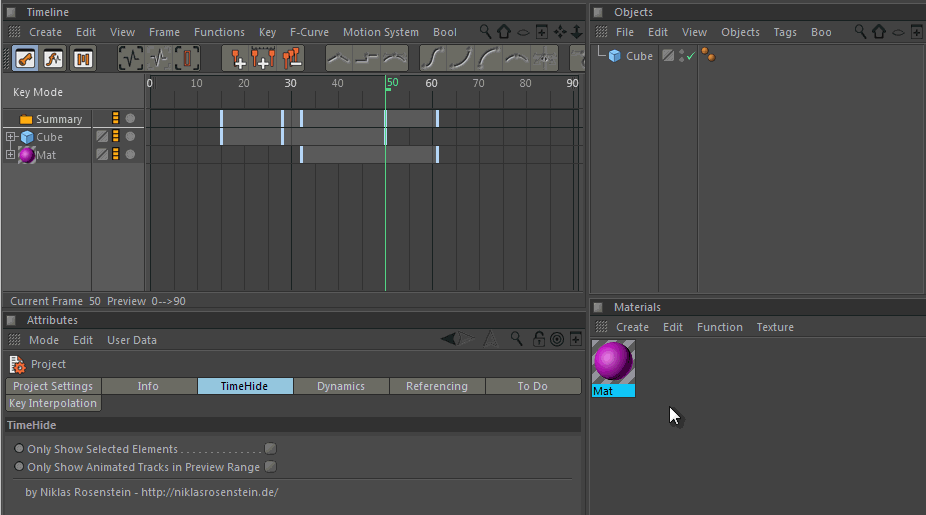 Timeline
Create Edit View Frame Functions Key F-Curve Motion System Bool
Key Mode
0 10 20 30 40 50 60 70 80 90
Summary
Cube
Mat
Current Frame 50 Preview 0-->90
Attributes
Mode Edit User Data
Project
Project Settings Info TimeHide Dynamics Referencing To Do
Key Interpolation
TimeHide
Only Show Selected Elements . . . . . . . . . . . . . .
Only Show Animated Tracks in Preview Range
by Niklas Rosenstein - http://niklasrosenstein.de/
Objects
File Edit View Objects Tags Boo
Cube
Materials
Create Edit Function Texture
Mat